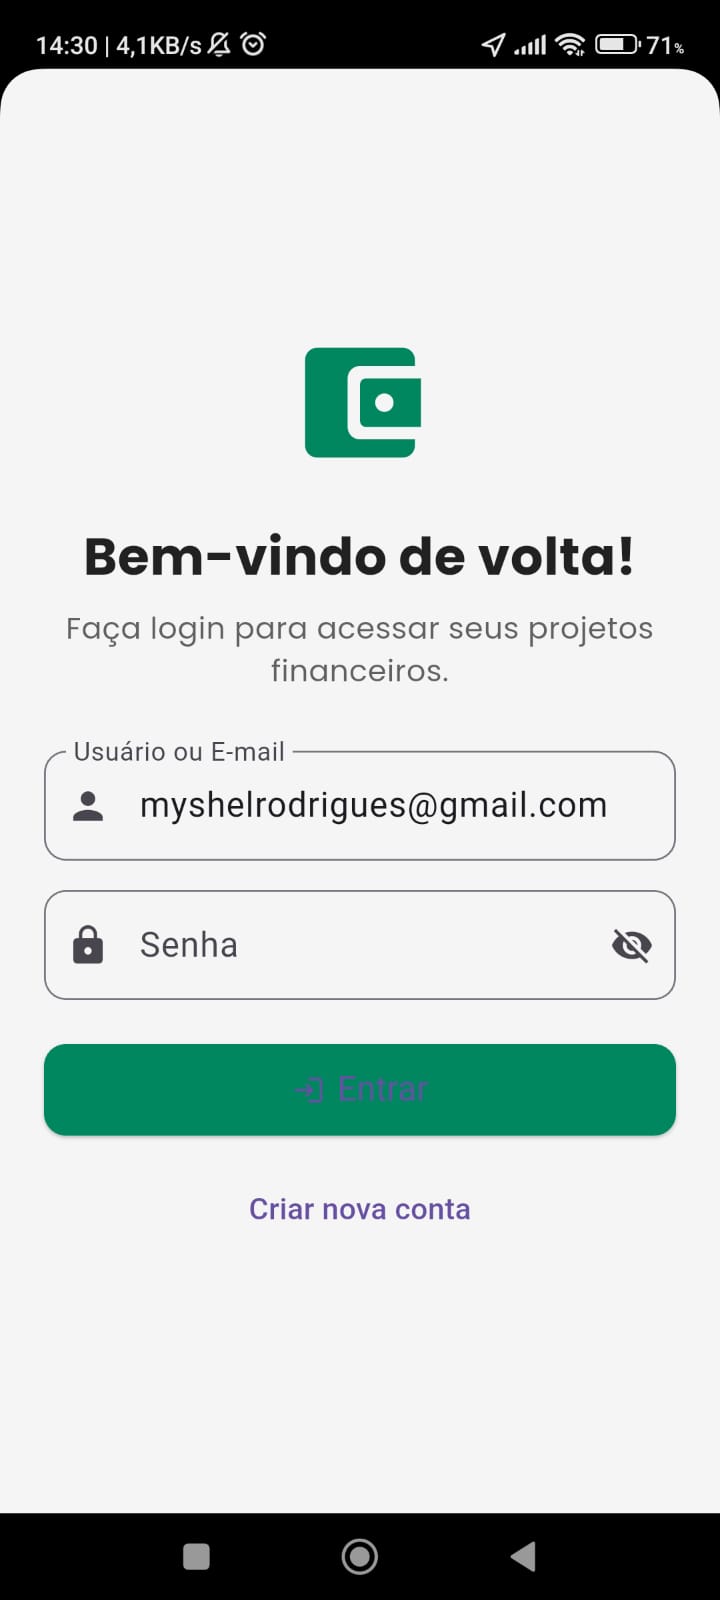 14:30 | 4,1KB/s
71%
Bem-vindo de volta!
Faça login para acessar seus projetos
financeiros.
Usuário ou E-mail
myshelrodrigues@gmail.com
Senha
Entrar
Criar nova conta